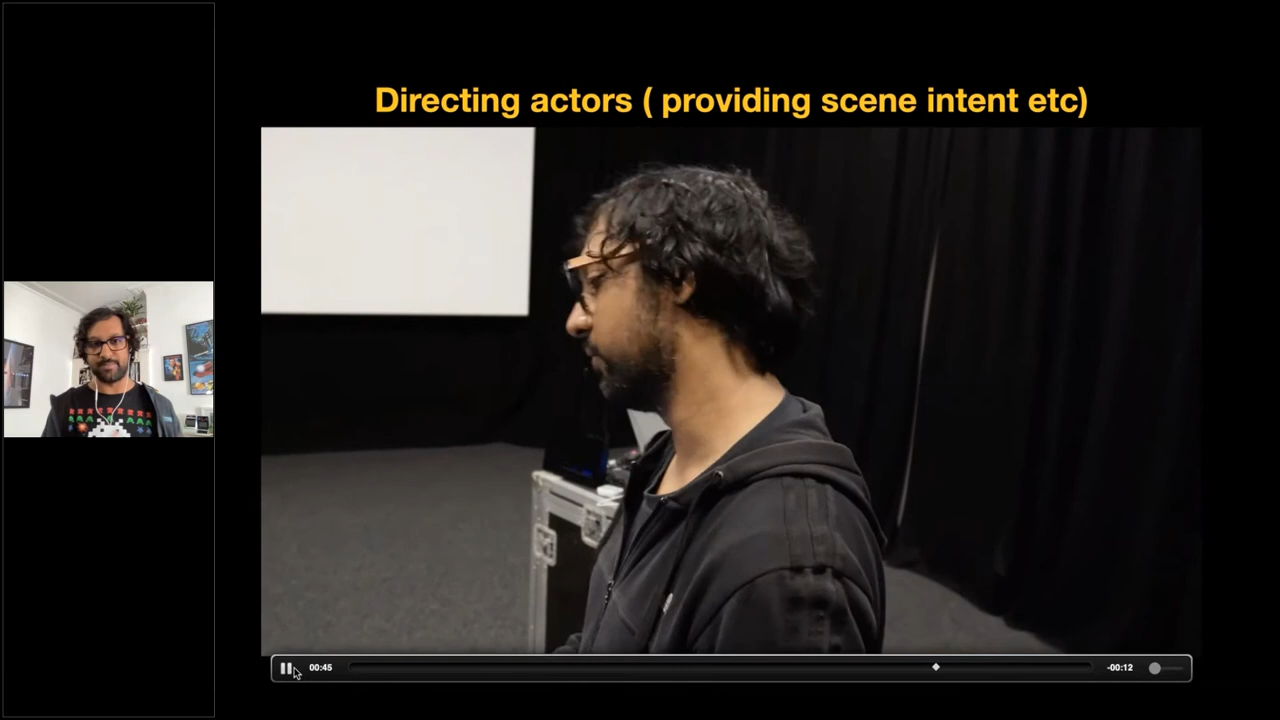 Directing actors ( providing scene intent etc)
00:45
-00:12